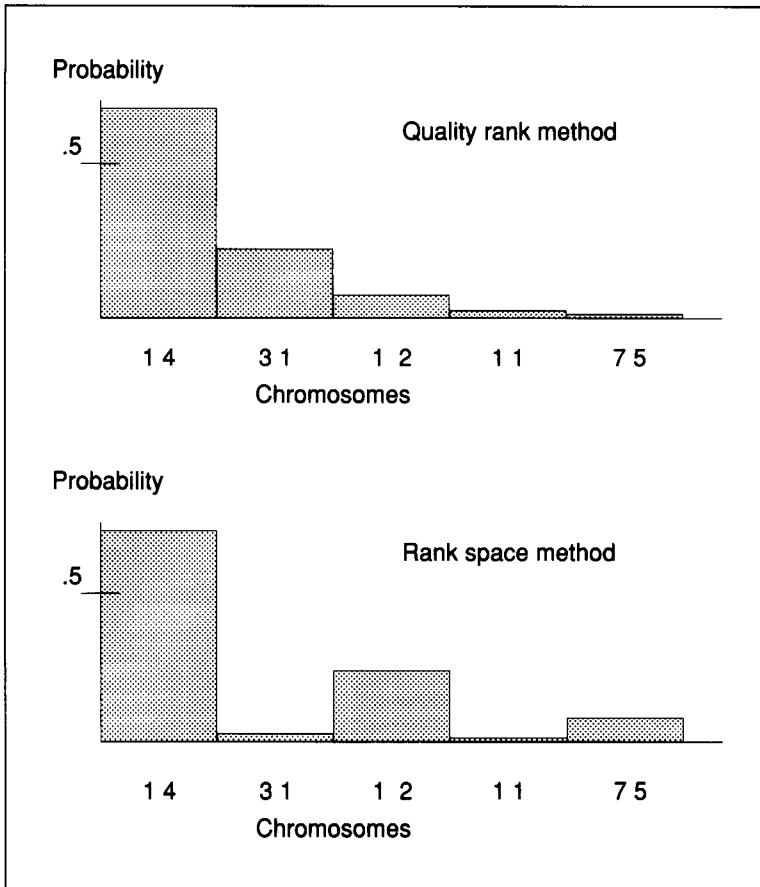 Probability
Quality rank method
.5
1 4 3 1 1 2 1 1 7 5
Chromosomes
Probability
Rank space method
.5
1 4 3 1 1 2 1 1 7 5
Chromosomes